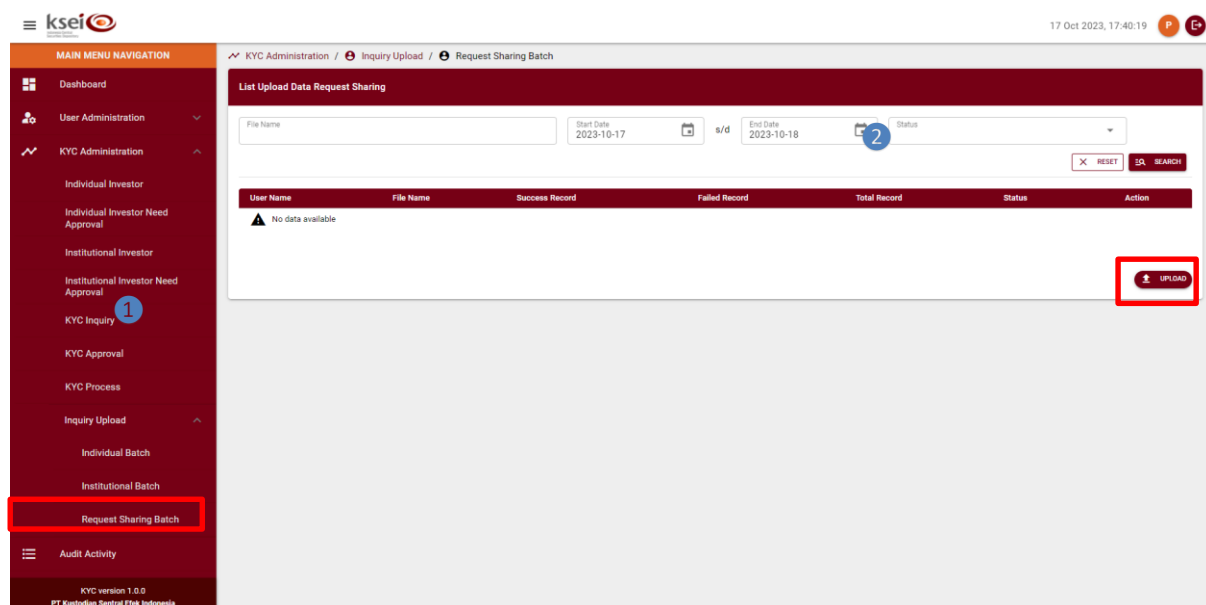 ksei
17 Oct 2023, 17:40:19
P
MAIN MENU NAVIGATION
KYC Administration / Inquiry Upload / Request Sharing Batch
Dashboard
List Upload Data Request Sharing
User Administration
File Name
Start Date
2023-10-17
s/d
End Date
2023-10-18
2
Status
KYC Administration
RESET
SEARCH
Individual Investor
User Name File Name Success Record Failed Record Total Record Status Action
Individual Investor Need
Approval
No data available
Institutional Investor
Institutional Investor Need
Approval
UPLOAD
1
KYC Inquiry
KYC Approval
KYC Process
Inquiry Upload
Individual Batch
Institutional Batch
Request Sharing Batch
Audit Activity
KYC version 1.0.0
PT Kustodian Sentral Efek Indonesia